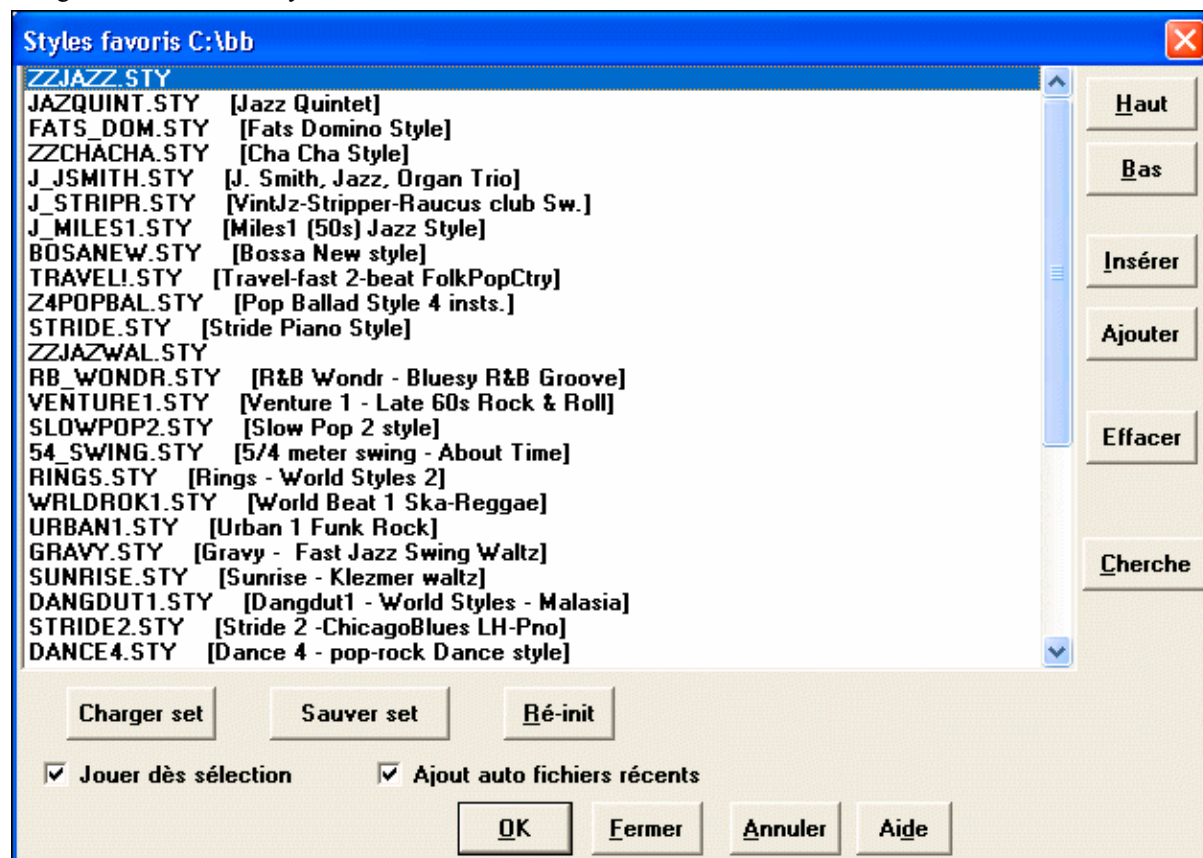 Styles favoris C:\bb
ZZJAZZ.STY
JAZQUINT.STY [Jazz Quintet]
FATS_DOM.STY [Fats Domino Style]
ZZCHACHA.STY [Cha Cha Style]
J_JSMITH.STY [J. Smith, Jazz, Organ Trio]
J_STRIPR.STY [VintJz-Stripper-Raucus club Sw.]
J_MILES1.STY [Miles1 (50s) Jazz Style]
BOSANEW.STY [Bossa New style]
TRAVEL!.STY [Travel-fast 2-beat FolkPopCtry]
Z4POPBAL.STY [Pop Ballad Style 4 insts.]
STRIDE.STY [Stride Piano Style]
ZZJAZWAL.STY
RB_WONDR.STY [R&B Wondr - Bluesy R&B Groove]
VENTURE1.STY [Venture 1 - Late 60s Rock & Roll]
SLOWPOP2.STY [Slow Pop 2 style]
54_SWING.STY [5/4 meter swing - About Time]
RINGS.STY [Rings - World Styles 2]
WRLDROK1.STY [World Beat 1 Ska-Reggae]
URBAN1.STY [Urban 1 Funk Rock]
GRAVY.STY [Gravy - Fast Jazz Swing Waltz]
SUNRISE.STY [Sunrise - Klezmer waltz]
DANGDUT1.STY [Dangdut1 - World Styles - Malasia]
STRIDE2.STY [Stride 2 -ChicagoBlues LH-Pno]
DANCE4.STY [Dance 4 - pop-rock Dance style]
Haut
Bas
Insérer
Ajouter
Effacer
Cherche
Charger set Sauver set Ré-init
Jouer dès sélection Ajout auto fichiers récents
OK Fermer Annuler Aide